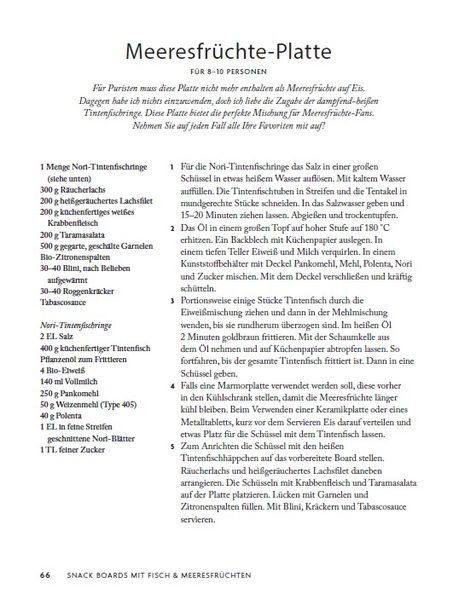 Meeresfrüchte-Platte
FÜR 8–10 PERSONEN
Für Puristen muss diese Platte nicht mehr enthalten als Meeresfrüchte auf Eis.
Dagegen habe ich nichts einzuwenden, doch ich liebe die Zugabe der dampfend-heißen
Tintenfischringe. Diese Platte bietet die perfekte Mischung für Meeresfrüchte-Fans.
Nehmen Sie auf jeden Fall alle Ihre Favoriten mit auf?
1 Menge Nori-Tintenfischringe
(siehe unten)
300 g Räucherlachs
200 g heißgeräuchertes Lachsfilet
200 g küchenfertiges weißes
Krabbenfleisch
200 g Taramasalata
500 g gegarte, geschälte Garnelen
Bio-Zitronenspalten
30–40 Blini, nach Belieben
aufgewärmt
30–40 Roggenkräcker
Tabascosauce
Nori-Tintenfischringe
2 EL Salz
400 g küchenfertiger Tintenfisch
Pflanzenöl zum Frittieren
4 Bio-Eiweiß
140 ml Vollmilch
250 g Pankomehl
50 g Weizenmehl (Type 405)
40 g Polenta
1 EL in feine Streifen
geschnittene Nori-Blätter
1 TL feiner Zucker
1 Für die Nori-Tintenfischringe das Salz in einer großen
Schüssel in etwas heißem Wasser auflösen. Mit kaltem Wasser
auffüllen. Die Tintenfischtuben in Streifen und die Tentakel in
mundgerechte Stücke schneiden. In das Salzwasser geben und
15–20 Minuten ziehen lassen. Abgießen und trockentupfen.
2 Das Öl in einem großen Topf auf hoher Stufe auf 180 °C
erhitzen. Ein Backblech mit Küchenpapier auslegen. In
einem tiefen Teller Eiweiß und Milch verquirlen. In einem
Kunststoffbehälter mit Deckel Pankomehl, Mehl, Polenta, Nori
und Zucker mischen. Mit dem Deckel verschließen und kräftig
schütteln.
3 Portionsweise einige Stücke Tintenfisch durch die
Eiweißmischung ziehen und dann in der Mehlmischung
wenden, bis sie rundherum überzogen sind. Im heißen Öl
2 Minuten goldbraun frittieren. Mit der Schaumkelle aus
dem Öl nehmen und auf Küchenpapier abtropfen lassen. So
fortfahren, bis der gesamte Tintenfisch frittiert ist. Dann in eine
Schüssel geben.
4 Falls eine Marmorplatte verwendet werden soll, diese vorher
in den Kühlschrank stellen, damit die Meeresfrüchte länger
kühl bleiben. Beim Verwenden einer Keramikplatte oder eines
Metalltabletts, kurz vor dem Servieren Eis darauf verteilen und
etwas Platz für die Schüssel mit dem Tintenfisch lassen.
5 Zum Anrichten die Schüssel mit den heißen
Tintenfischhäppchen auf das vorbereitete Board stellen.
Räucherlachs und heißgeräuchertes Lachsfilet daneben
arrangieren. Die Schüsseln mit Krabbenfleisch und Taramasalata
auf der Platte platzieren. Lücken mit Garnelen und
Zitronenspalten füllen. Mit Blini, Kräckern und Tabascosauce
servieren.
66 SNACK BOARDS MIT FISCH & MEERESFRÜCHTEN